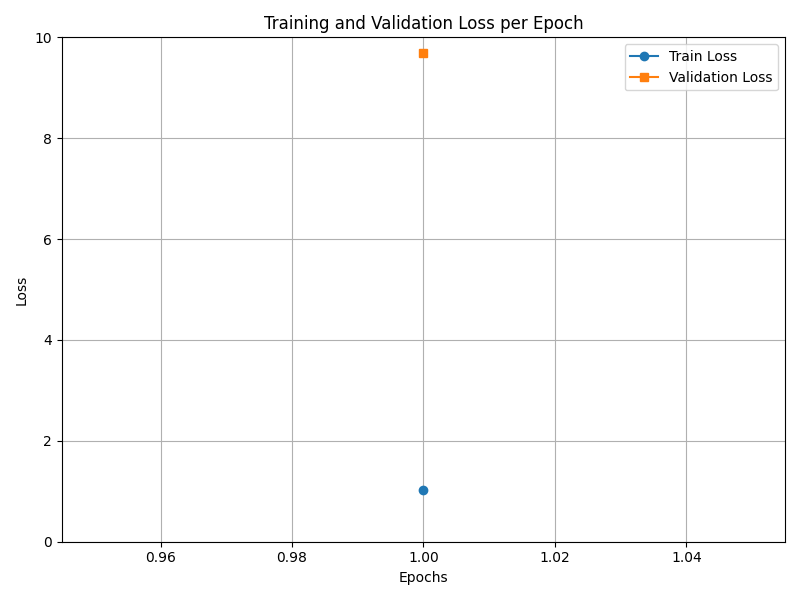 Training and Validation Loss per Epoch
Train Loss
Validation Loss
10
8
6
4
2
0
Loss
0.96
0.98
1.00
1.02
1.04
Epochs